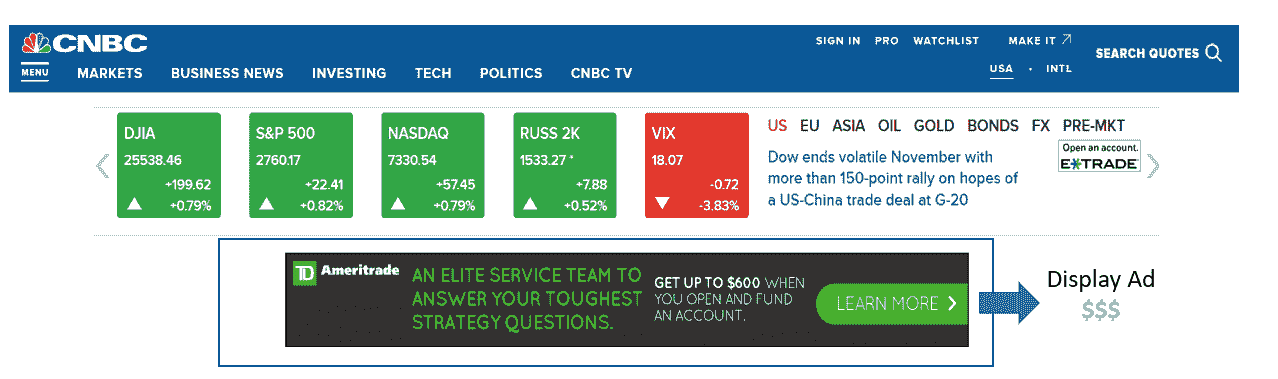 CNBC
SIGN IN PRO WATCHLIST MAKE IT
SEARCH QUOTES
MENU MARKETS BUSINESS NEWS INVESTING TECH POLITICS CNBC TV
USA · INTL
DJIA
25538.46
+199.62
+0.79%
S&P 500
2760.17
+22.41
+0.82%
NASDAQ
7330.54
+57.45
+0.79%
RUSS 2K
1533.27 *
+7.88
+0.52%
VIX
18.07
-0.72
-3.83%
US EU ASIA OIL GOLD BONDS FX PRE-MKT
Dow ends volatile November with
more than 150-point rally on hopes of
a US-China trade deal at G-20
Open an account.
E*TRADE
TD Ameritrade
AN ELITE SERVICE TEAM TO
ANSWER YOUR TOUGHEST
STRATEGY QUESTIONS.
GET UP TO $600 WHEN
YOU OPEN AND FUND
AN ACCOUNT.
LEARN MORE
Display Ad
$$$